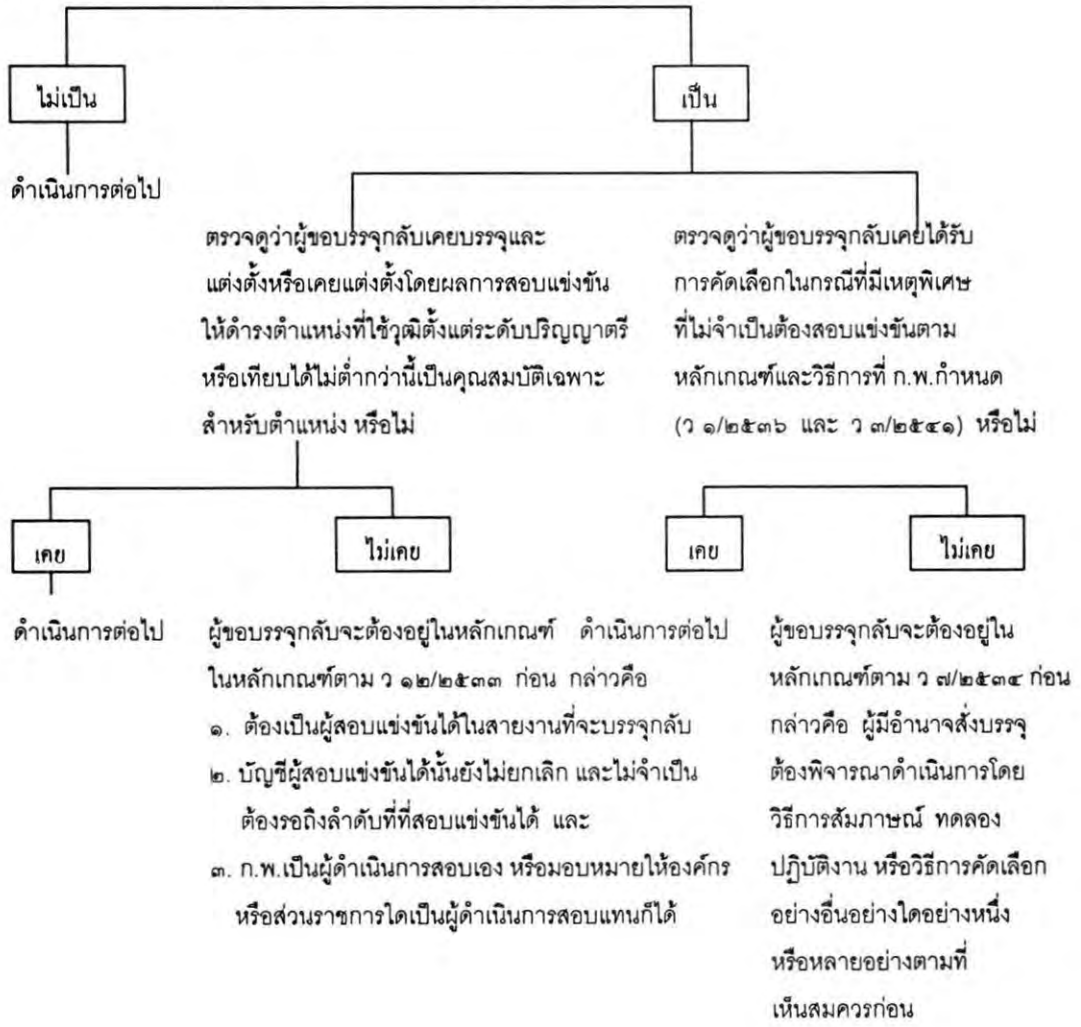 ไม่เป็น
เป็น
ดำเนินการต่อไป
ตรวจดูว่าผู้ขอบรรจุกลับเคยบรรจุและ
แต่งตั้งหรือเคยแต่งตั้งโดยผลการสอบแข่งขัน
ให้ดำรงตำแหน่งที่ใช้วุฒิตั้งแต่ระดับปริญญาตรี
หรือเทียบได้ไม่ต่ำกว่านี้เป็นคุณสมบัติเฉพาะ
สำหรับตำแหน่ง หรือไม่
ตรวจดูว่าผู้ขอบรรจุกลับเคยได้รับ
การคัดเลือกในกรณีที่มีเหตุพิเศษ
ที่ไม่จำเป็นต้องสอบแข่งขันตาม
หลักเกณฑ์และวิธีการที่ ก.พ.กำหนด
(ว ๑/๒๕๓๖ และ ว ๓/๒๕๔๑) หรือไม่
เคย
ไม่เคย
เคย
ไม่เคย
ดำเนินการต่อไป
ผู้ขอบรรจุกลับจะต้องอยู่ในหลักเกณฑ์
ในหลักเกณฑ์ตาม ว ๑๒/๒๕๓๓ ก่อน กล่าวคือ
๑. ต้องเป็นผู้สอบแข่งขันได้ในสายงานที่จะบรรจุกลับ
๒. บัญชีผู้สอบแข่งขันได้นั้นยังไม่ยกเลิก และไม่จำเป็น
ต้องรอถึงลำดับที่ที่สอบแข่งขันได้ และ
๓. ก.พ.เป็นผู้ดำเนินการสอบเอง หรือมอบหมายให้องค์กร
หรือส่วนราชการใดเป็นผู้ดำเนินการสอบแทนก็ได้
ดำเนินการต่อไป
ผู้ขอบรรจุกลับจะต้องอยู่ใน
หลักเกณฑ์ตาม ว ๗/๒๕๓๔ ก่อน
กล่าวคือ ผู้มีอำนาจสั่งบรรจุ
ต้องพิจารณาดำเนินการโดย
วิธีการสัมภาษณ์ ทดลอง
ปฏิบัติงาน หรือวิธีการคัดเลือก
อย่างอื่นอย่างใดอย่างหนึ่ง
หรือหลายอย่างตามที่
เห็นสมควรก่อน